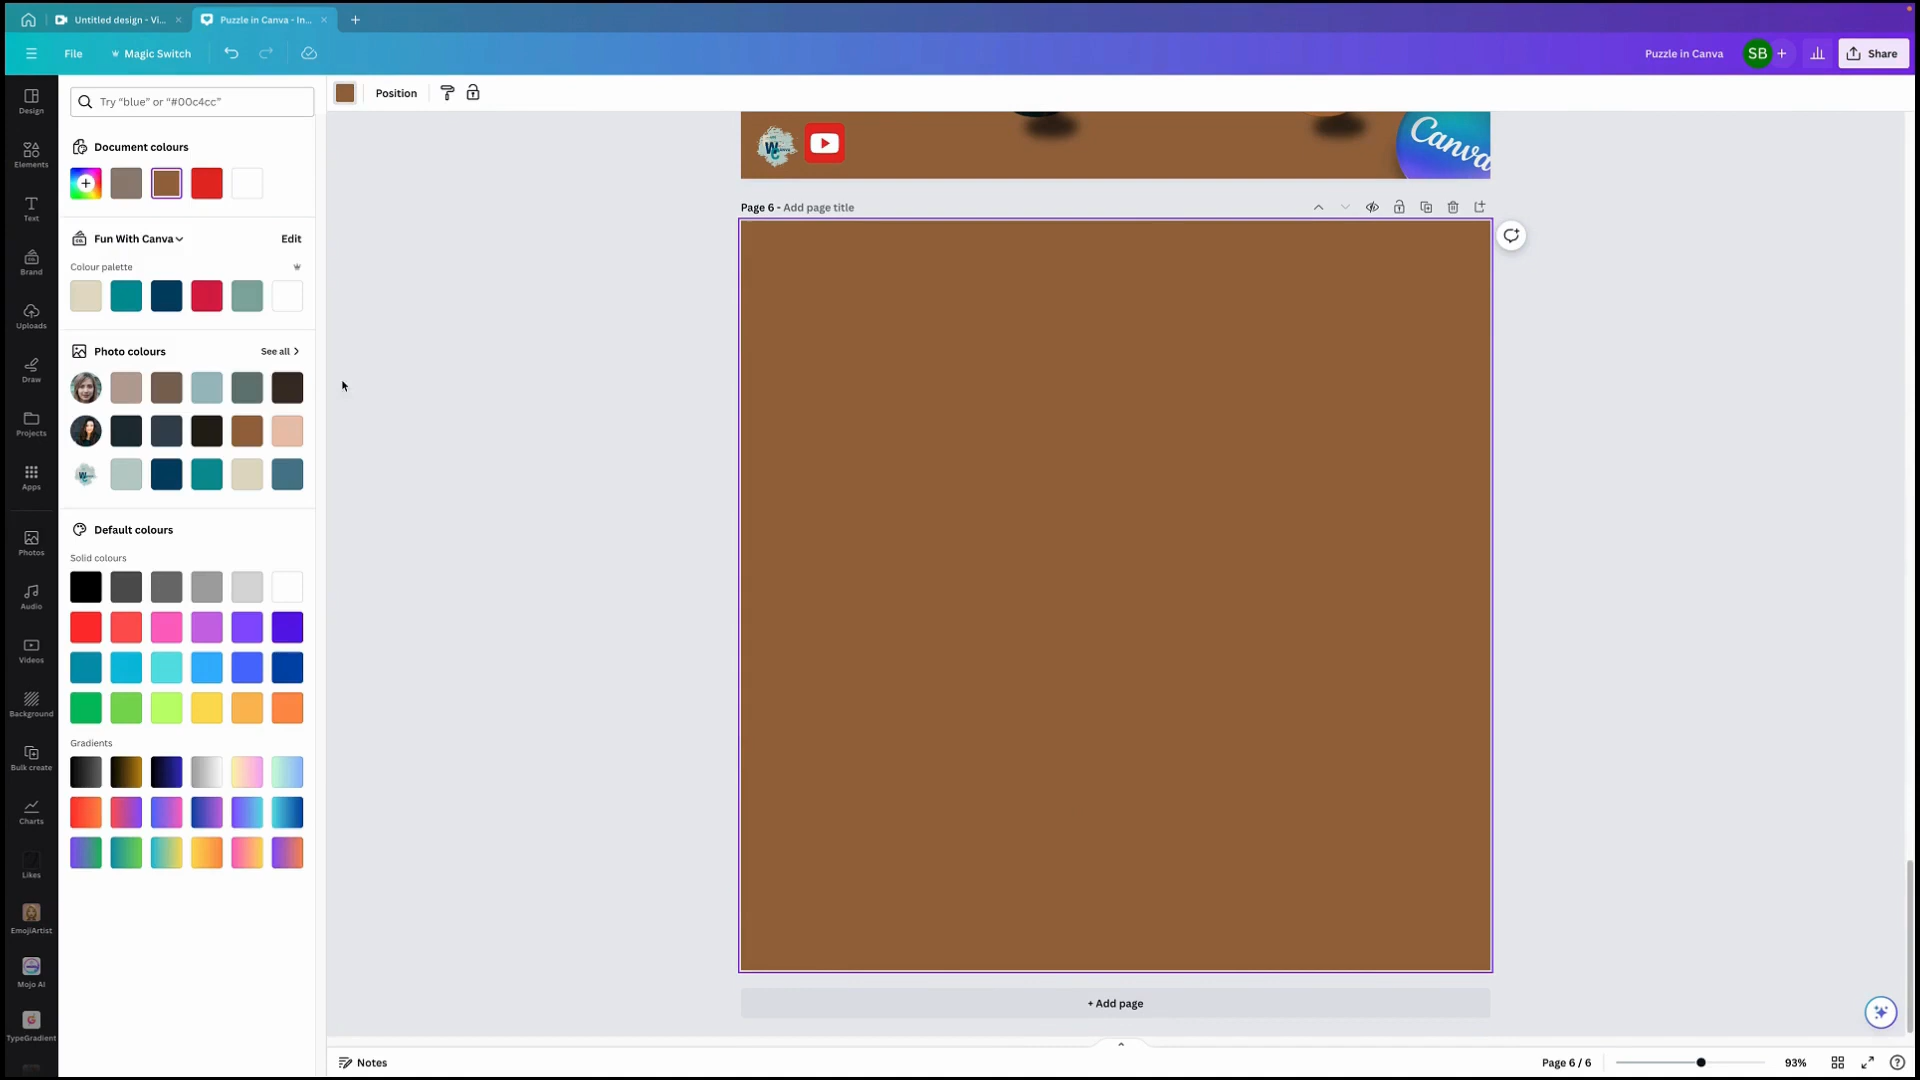 Untitled design - Vi...
Puzzle in Canva - In...
File
Magic Switch
Puzzle in Canva
SB
Share
Design
Elements
Text
Brand
Uploads
Draw
Projects
Apps
Photos
Audio
Videos
Background
Bulk create
Charts
Likes
EmojiArtist
Mojo AI
TypeGradient
Try “blue” or “#00c4cc”
Document colours
Fun With Canva
Edit
Colour palette
Photo colours
See all
Default colours
Solid colours
Gradients
Position
Canva
Page 6 - Add page title
+ Add page
Notes
Page 6 / 6
93%